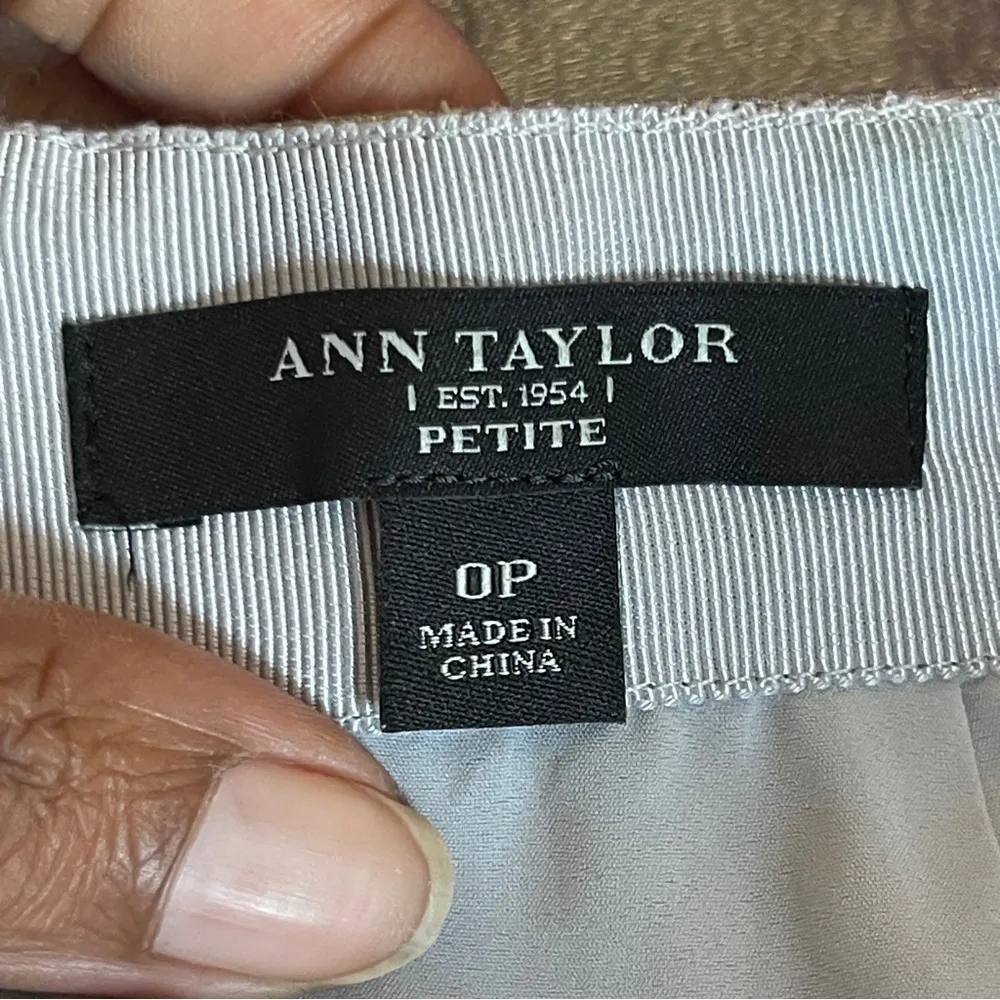 ANN TAYLOR
| EST. 1954 |
PETITE
0P
MADE IN
CHINA